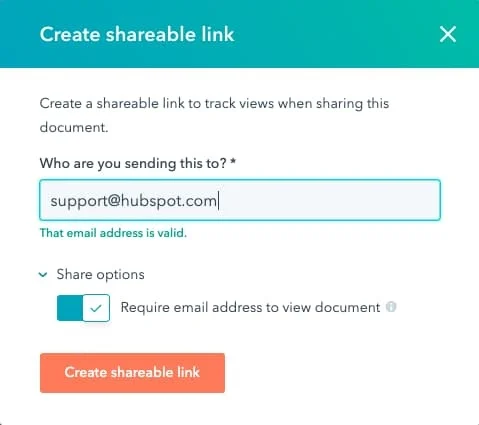 Create shareable link
Create a shareable link to track views when sharing this
document.
Who are you sending this to? *
support@hubspot.com
That email address is valid.
Share options
Require email address to view document
Create shareable link